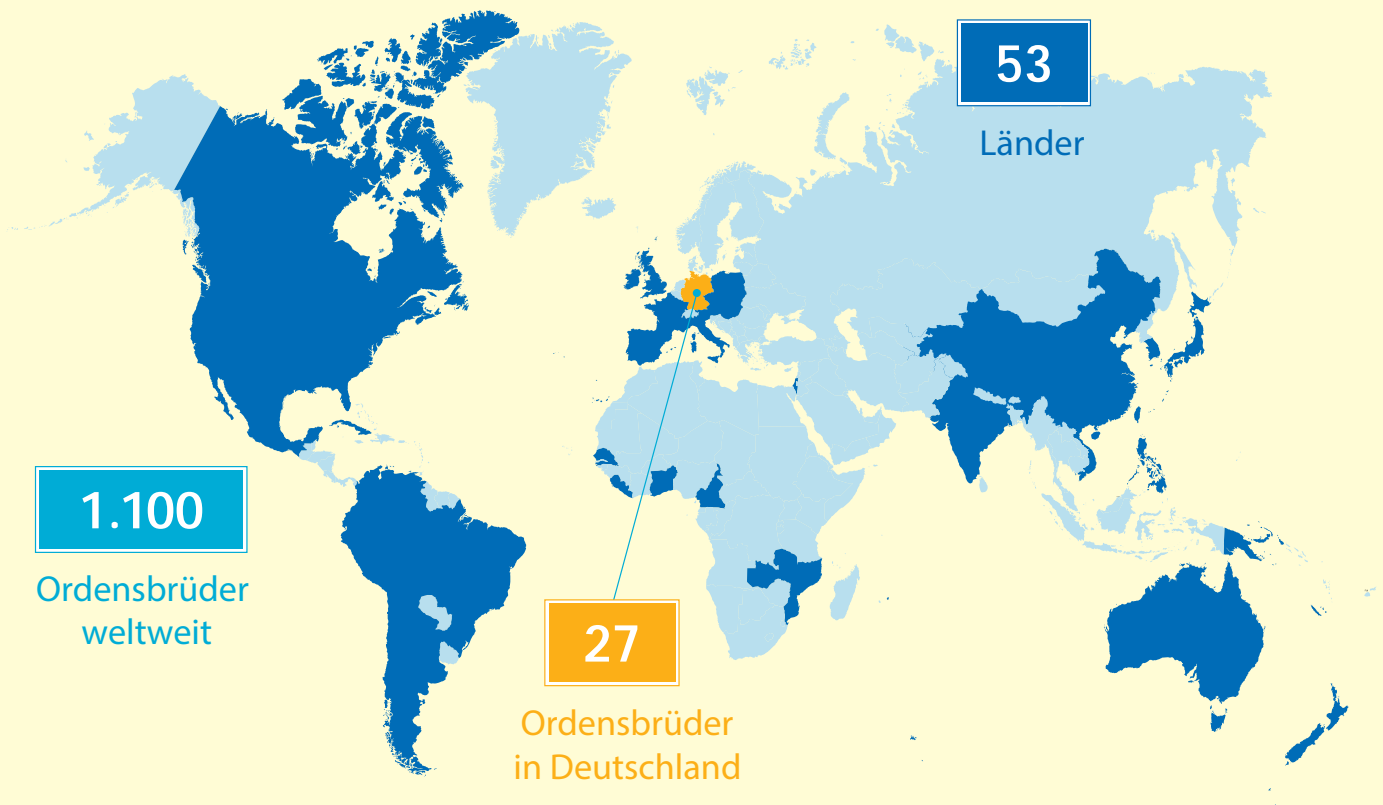 53
Länder
1.100
Ordensbrüder
weltweit
27
Ordensbrüder
in Deutschland